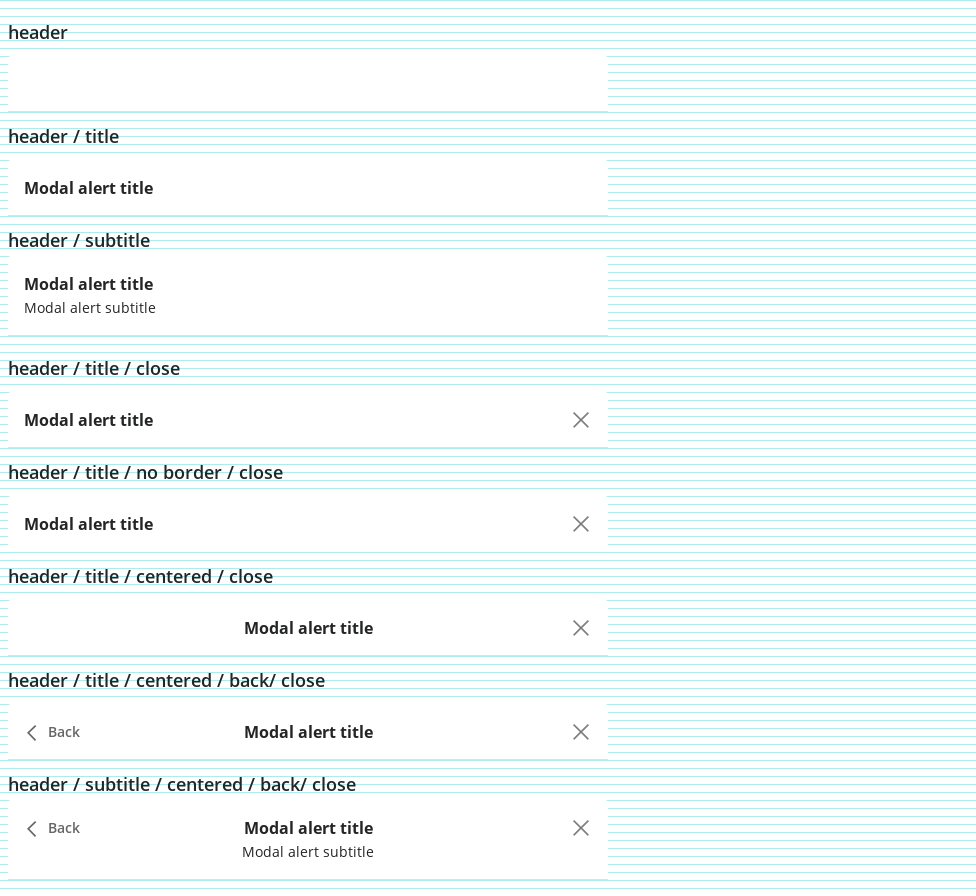 header
header / title
Modal alert title
header / subtitle
Modal alert title
Modal alert subtitle
header / title / close
Modal alert title
header / title / no border / close
Modal alert title
header / title / centered / close
Modal alert title
header / title / centered / back/ close
Back Modal alert title
header / subtitle / centered / back/ close
Back Modal alert title
Modal alert subtitle